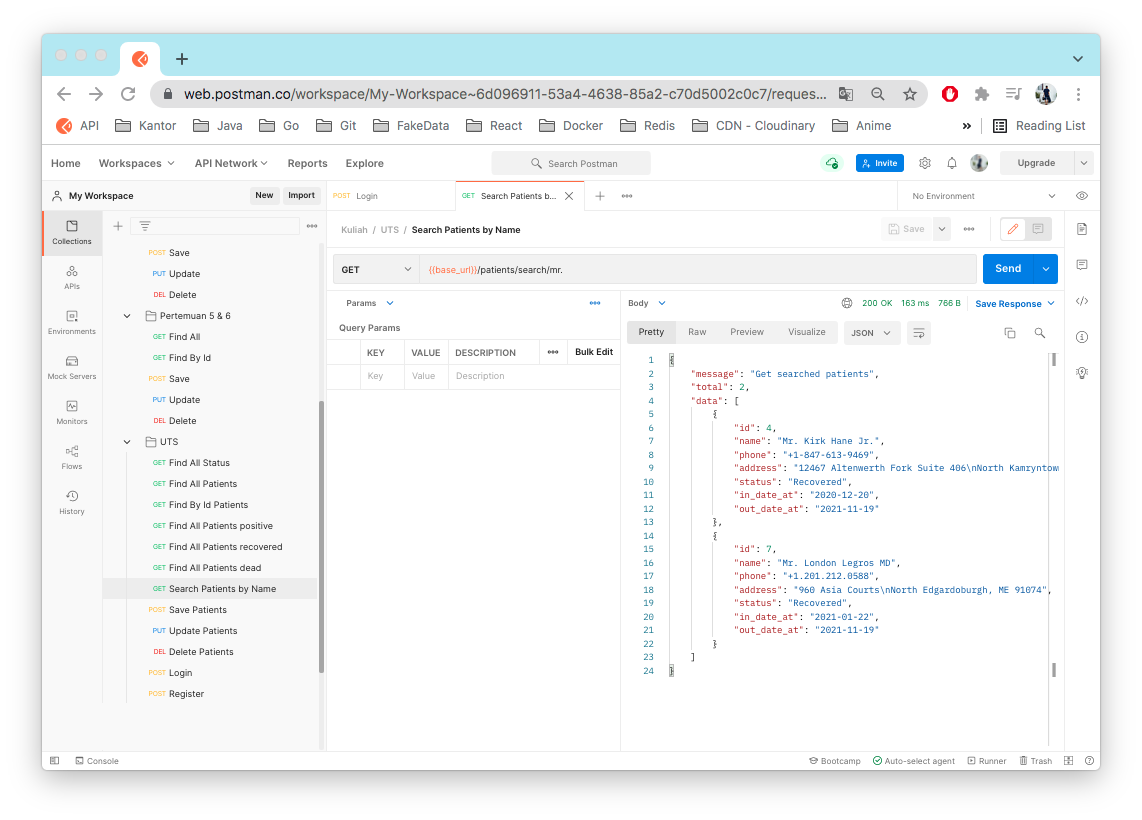 web.postman.co/workspace/My-Workspace~6d096911-53a4-4638-85a2-c70d5002c0c7/reques...
API Kantor Java Go Git FakeData React Docker Redis CDN - Cloudinary Anime » Reading List
Home Workspaces API Network Reports Explore Search Postman Invite Upgrade
My Workspace New Import
POST Login GET Search Patients b... No Environment
Collections
APIs
Environments
Mock Servers
Monitors
Flows
History
POST Save
PUT Update
DEL Delete
Pertemuan 5 & 6
GET Find All
GET Find By Id
POST Save
PUT Update
DEL Delete
UTS
GET Find All Status
GET Find All Patients
GET Find By Id Patients
GET Find All Patients positive
GET Find All Patients recovered
GET Find All Patients dead
GET Search Patients by Name
POST Save Patients
PUT Update Patients
DEL Delete Patients
POST Login
POST Register
Kuliah / UTS / Search Patients by Name Save
GET {{base_url}}/patients/search/mr. Send
Params
Query Params
KEY VALUE DESCRIPTION Bulk Edit
Key Value Description
Body 200 OK 163 ms 766 B Save Response
Pretty Raw Preview Visualize JSON
1 {
2 "message": "Get searched patients",
3 "total": 2,
4 "data": [
5 {
6 "id": 4,
7 "name": "Mr. Kirk Hane Jr.",
8 "phone": "+1-847-613-9469",
9 "address": "12467 Altenwerth Fork Suite 406\nNorth Kamryntown
10 "status": "Recovered",
11 "in_date_at": "2020-12-20",
12 "out_date_at": "2021-11-19"
13 },
14 {
15 "id": 7,
16 "name": "Mr. London Legros MD",
17 "phone": "+1.201.212.0588",
18 "address": "960 Asia Courts\nNorth Edgardoburgh, ME 91074",
19 "status": "Recovered",
20 "in_date_at": "2021-01-22",
21 "out_date_at": "2021-11-19"
22 }
23 ]
24 }
Console Bootcamp Auto-select agent Runner Trash